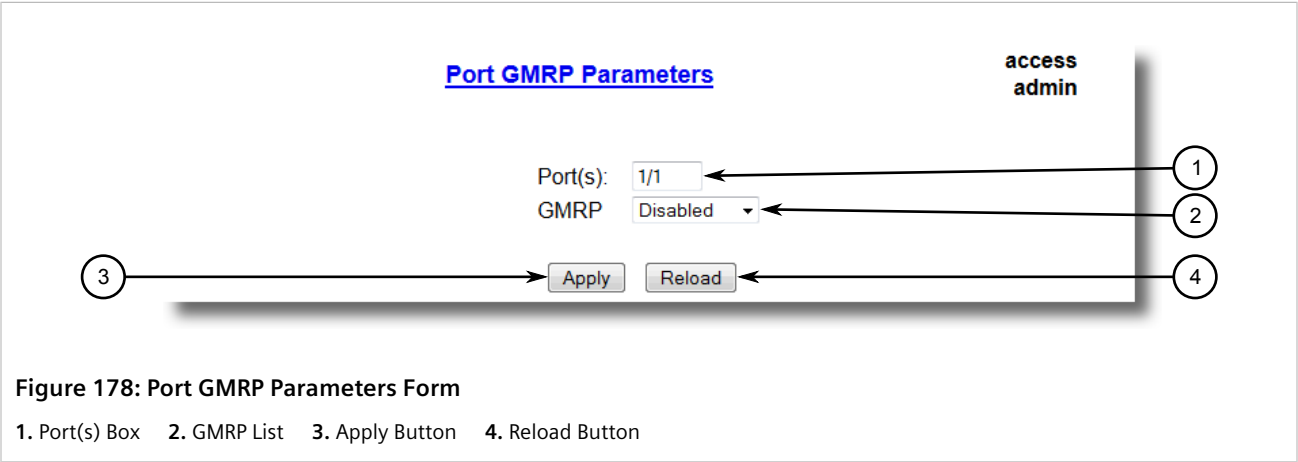 Port GMRP Parameters
access
admin
Port(s): 1/1
1
GMRP Disabled
2
3
Apply Reload
4
Figure 178: Port GMRP Parameters Form
1. Port(s) Box 2. GMRP List 3. Apply Button 4. Reload Button